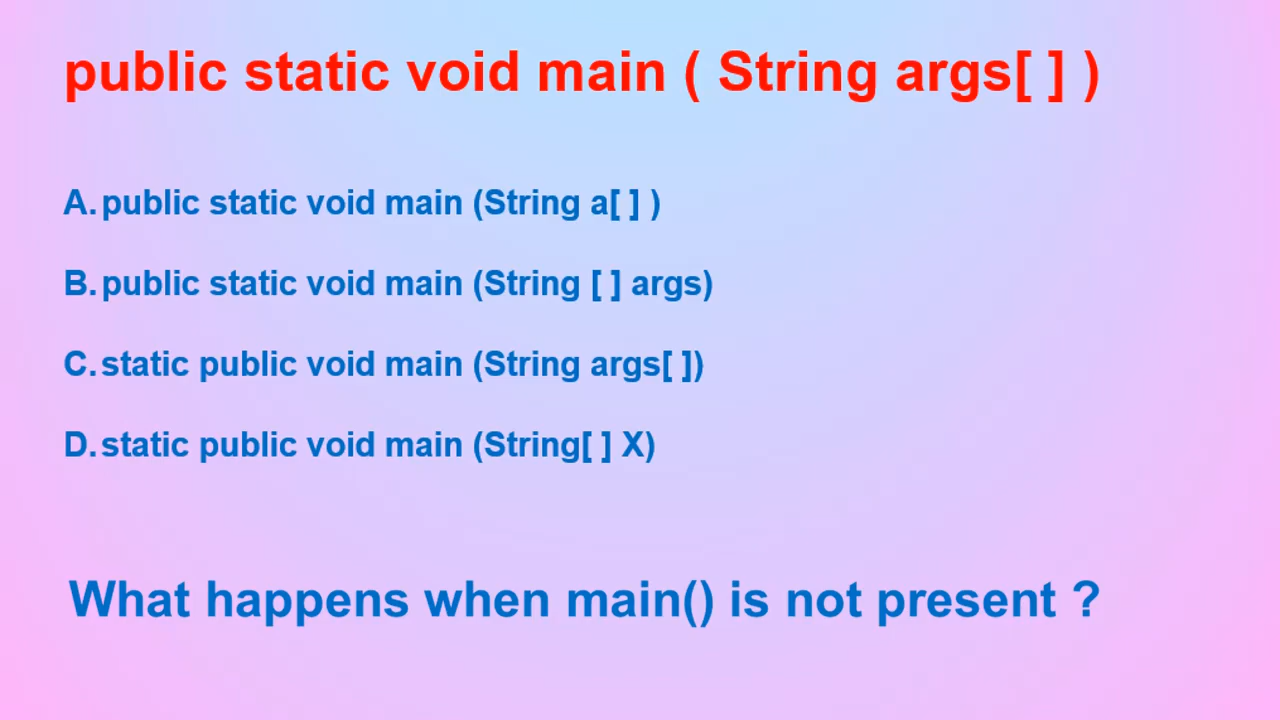 public static void main ( String args[ ] )
A. public static void main (String a[ ] )
B. public static void main (String [ ] args)
C. static public void main (String args[ ])
D. static public void main (String[ ] X)
What happens when main() is not present ?